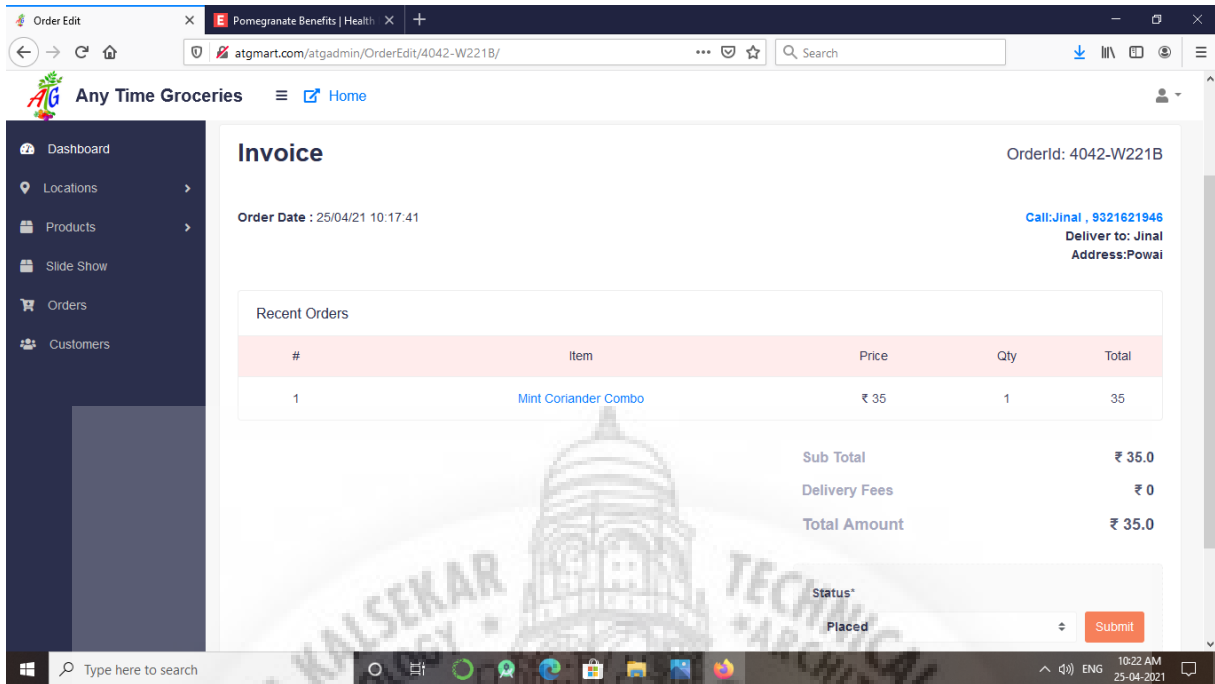 Order Edit
E Pomegranate Benefits | Health
atgmart.com/atgadmin/OrderEdit/4042-W221B/
Search
ATG Any Time Groceries Home
Dashboard
Locations
Products
Slide Show
Orders
Customers
Invoice OrderId: 4042-W221B
Order Date : 25/04/21 10:17:41 Call:Jinal , 9321621946
Deliver to: Jinal
Address:Powai
Recent Orders
# Item Price Qty Total
1 Mint Coriander Combo ₹ 35 1 35
Sub Total ₹ 35.0
Delivery Fees ₹ 0
Total Amount ₹ 35.0
Status*
Placed Submit
KALSEKAR
Type here to search ENG 10:22 AM
25-04-2021